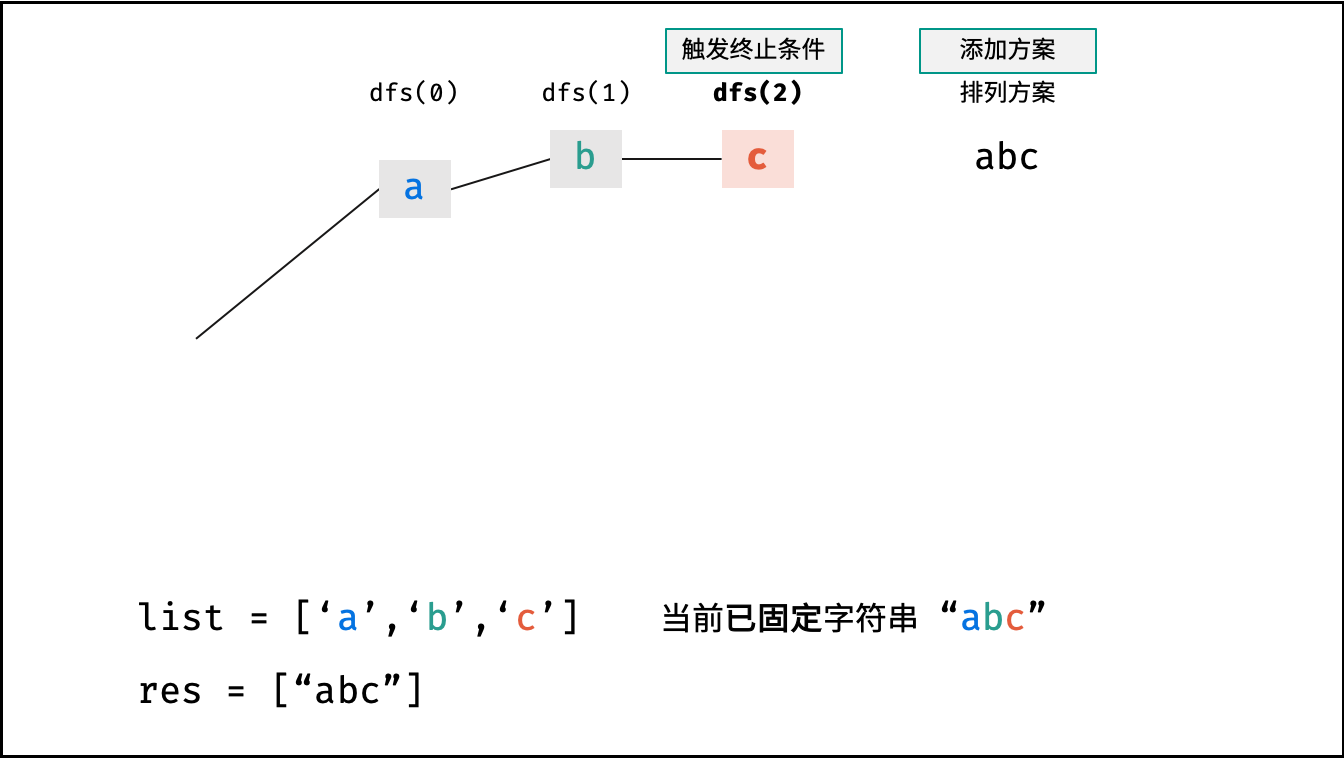 触发终止条件 添加方案
dfs(0) dfs(1) dfs(2) 排列方案
a b c abc
list = [‘a’,‘b’,‘c’] 当前已固定字符串 “abc”
res = [“abc”]